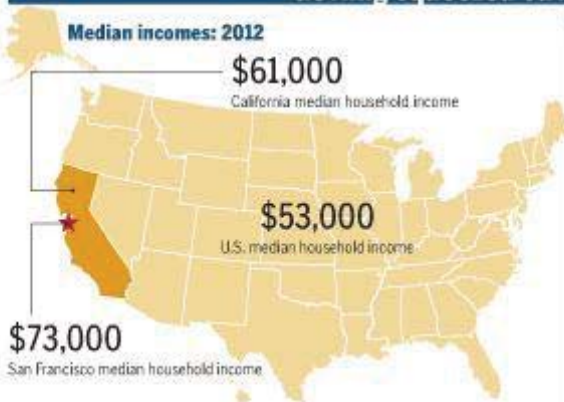 Median incomes: 2012
$61,000
California median household income
$53,000
U.S. median household income
$73,000
San Francisco median household income